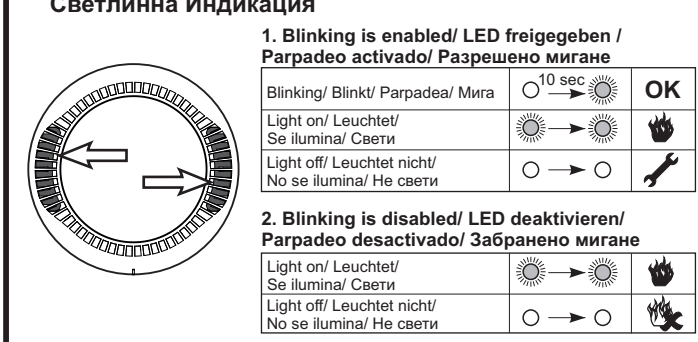 Светлинна Индикация
1. Blinking is enabled/ LED freigegeben /
Parpadeo activado/ Разрешено мигане
Blinking/ Blinkt/ Parpadea/ Мига
10 sec
OK
Light on/ Leuchtet/
Se ilumina/ Свети
Light off/ Leuchtet nicht/
No se ilumina/ Не свети
2. Blinking is disabled/ LED deaktivieren/
Parpadeo desactivado/ Забранено мигане
Light on/ Leuchtet/
Se ilumina/ Свети
Light off/ Leuchtet nicht/
No se ilumina/ Не свети